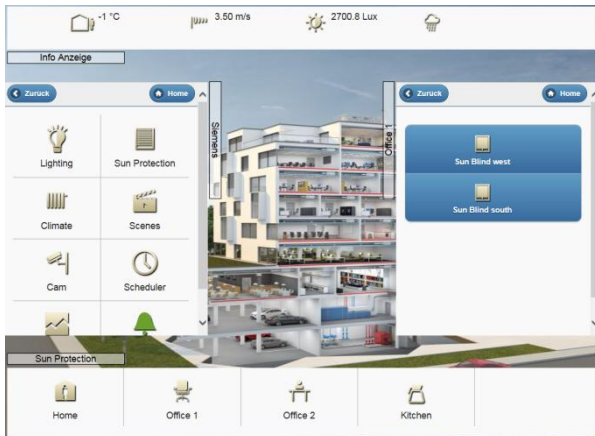 -1 °C
3.50 m/s
2700.8 Lux
Info Anzeige
Zuruck
Home
Siemens
Lighting
Sun Protection
Climate
Scenes
Cam
Scheduler
Office 1
Zuruck
Home
Sun Blind west
Sun Blind south
Sun Protection
Home
Office 1
Office 2
Kitchen